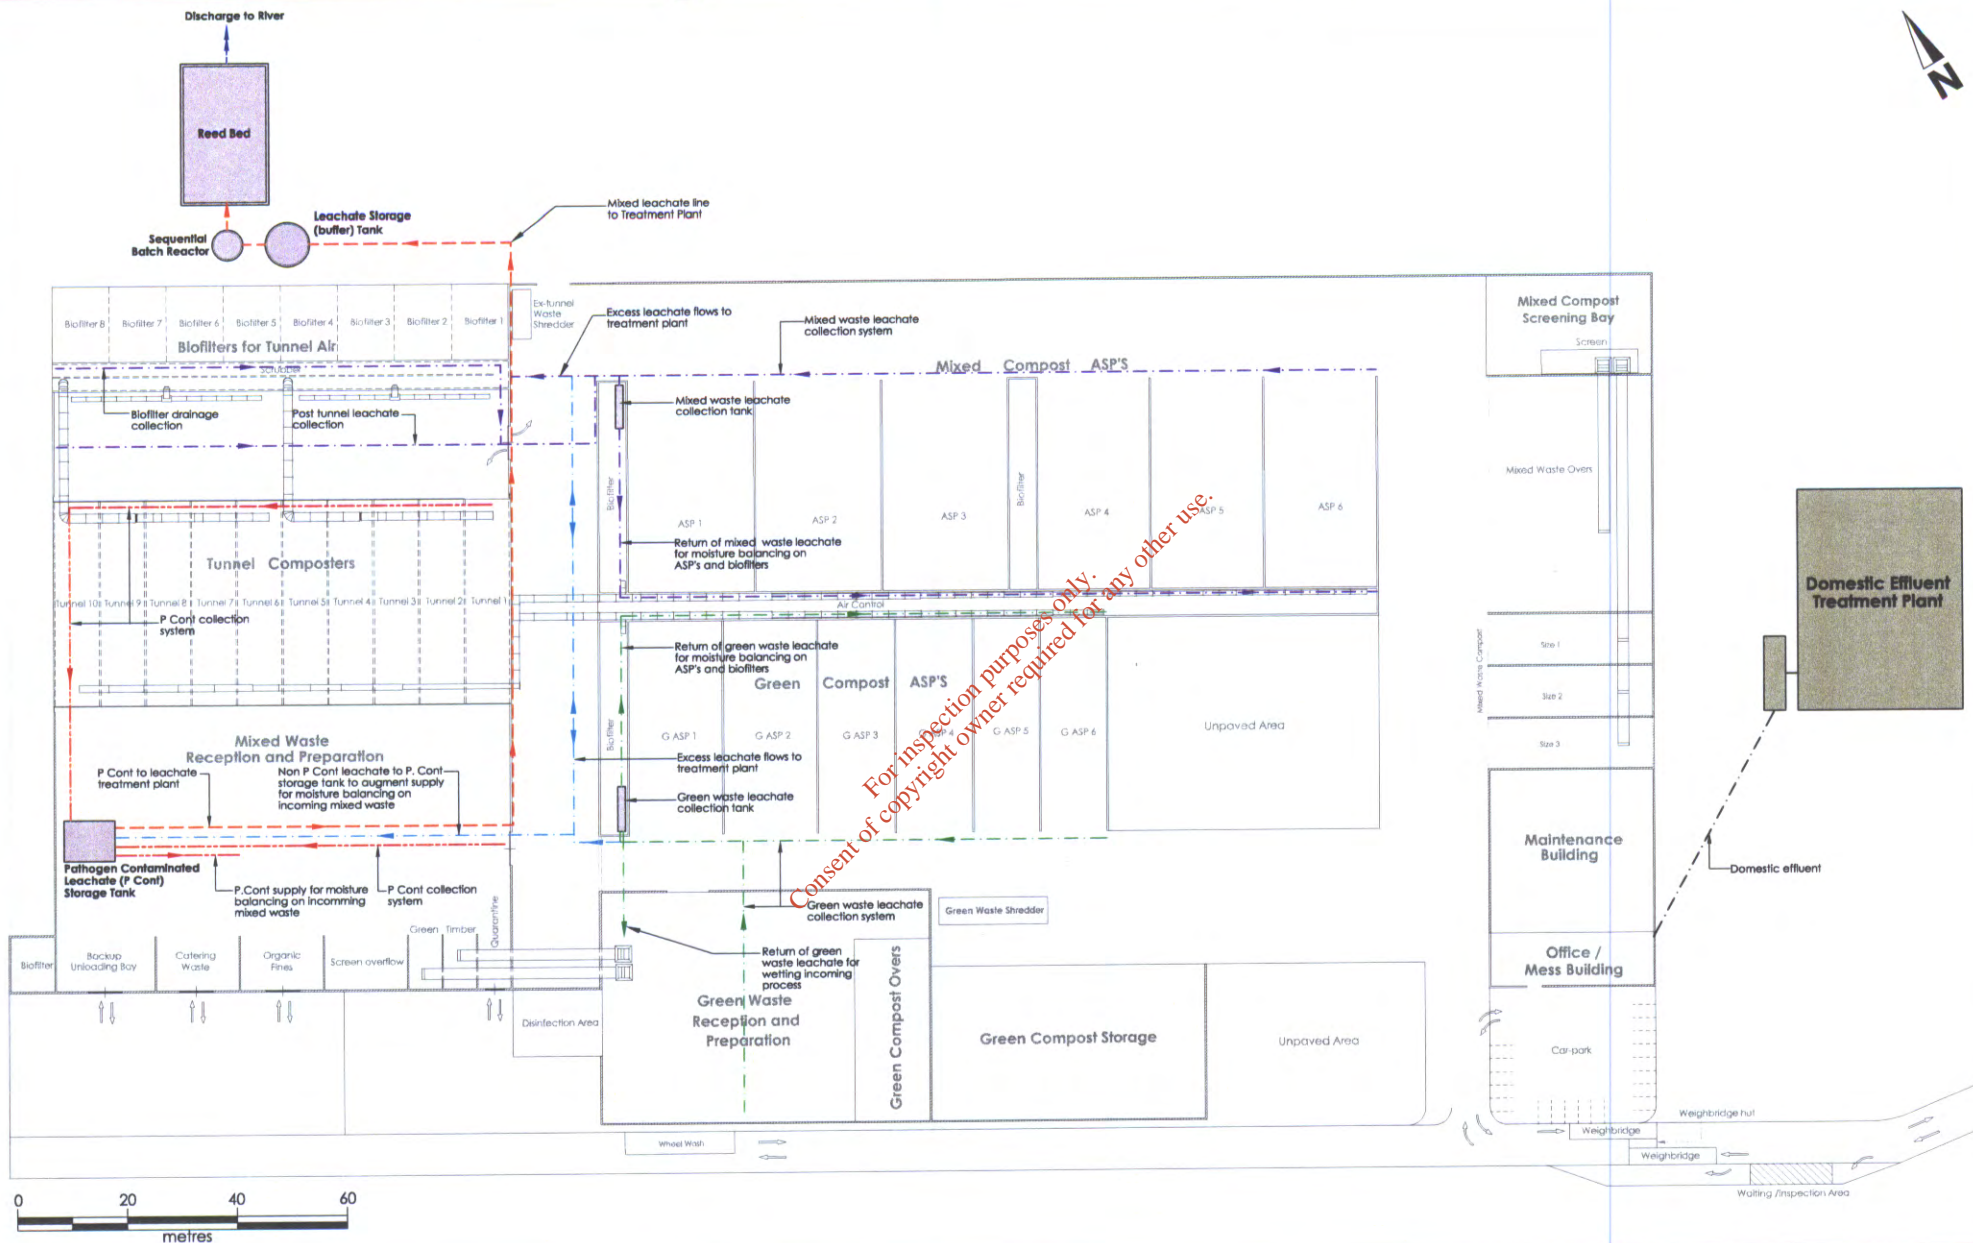 Discharge to River
Reed Bed
N
Mixed leachate line
to Treatment Plant
Leachate Storage
(buffer) Tank
Sequential
Batch Reactor
Biofilter 8
Biofilter 7
Biofilter 6
Biofilter 5
Biofilter 4
Biofilter 3
Biofilter 2
Biofilter 1
Biofilters for Tunnel Air
Scrubber
Ex-tunnel
Waste
Shredder
Excess leachate flows to
treatment plant
Mixed waste leachate
collection system
Mixed Compost ASP'S
Mixed Compost
Screening Bay
Screen
Biofilter drainage
collection
Post tunnel leachate
collection
Mixed waste leachate
collection tank
Biofilter
Biofilter
ASP 1
ASP 2
ASP 3
ASP 4
ASP 5
ASP 6
Mixed Waste Overs
Return of mixed waste leachate
for moisture balancing on
ASP's and biofilters
Tunnel Composters
Tunnel 10
Tunnel 9
Tunnel 8
Tunnel 7
Tunnel 6
Tunnel 5
Tunnel 4
Tunnel 3
Tunnel 2
Tunnel 1
P Cont collection
system
Air Control
Domestic Effluent
Treatment Plant
Return of green waste leachate
for moisture balancing on
ASP's and biofilters
Green Compost ASP'S
Biofilter
G ASP 1
G ASP 2
G ASP 3
G ASP 4
G ASP 5
G ASP 6
Unpaved Area
Mixed Waste Compost
Size 1
Size 2
Size 3
Mixed Waste
Reception and Preparation
P Cont to leachate
treatment plant
Non P Cont leachate to P. Cont
storage tank to augment supply
for moisture balancing on
incoming mixed waste
Excess leachate flows to
treatment plant
Green waste leachate
collection tank
Pathogen Contaminated
Leachate (P Cont)
Storage Tank
P.Cont supply for moisture
balancing on incomming
mixed waste
P Cont collection
system
Maintenance
Building
Domestic effluent
Green waste leachate
collection system
Green Waste Shredder
Quarantine
Green
Timber
Biofilter
Backup
Unloading Bay
Catering
Waste
Organic
Fines
Screen overflow
Return of green
waste leachate for
wetting incoming
process
Office /
Mess Building
Disinfection Area
Green Waste
Reception and
Preparation
Green Compost Overs
Green Compost Storage
Unpaved Area
Car-park
Wheel Wash
Weighbridge hut
Weighbridge
Weighbridge
Waiting /Inspection Area
0 20 40 60
metres
For inspection purposes only.
Consent of copyright owner required for any other use.